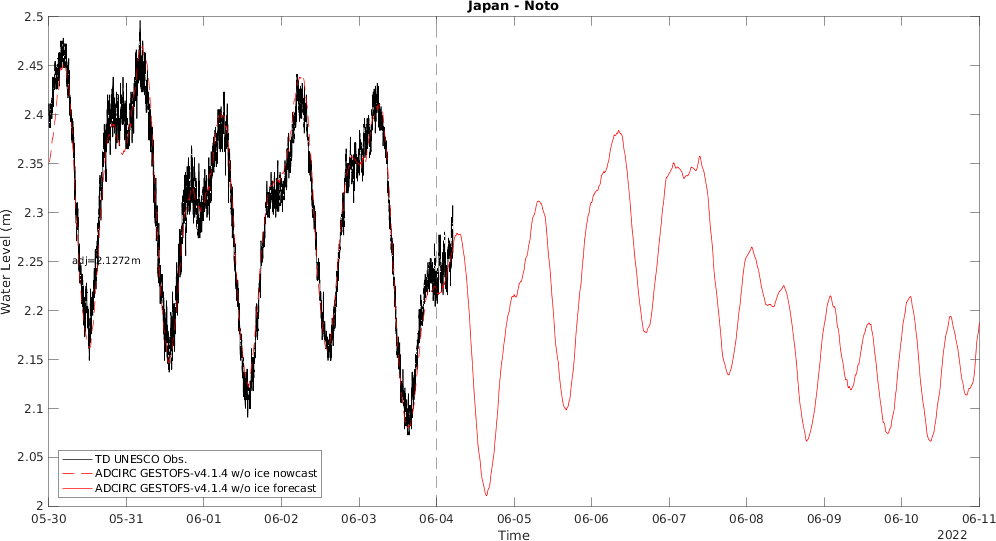 Japan - Noto
2.5
2.45
2.4
2.35
2.3
2.25
2.2
2.15
2.1
2.05
2
Water Level (m)
adj=2.1272m
TD UNESCO Obs.
ADCIRC GESTOFS-v4.1.4 w/o ice nowcast
ADCIRC GESTOFS-v4.1.4 w/o ice forecast
05-30 05-31 06-01 06-02 06-03 06-04 06-05 06-06 06-07 06-08 06-09 06-10 06-11
Time
2022